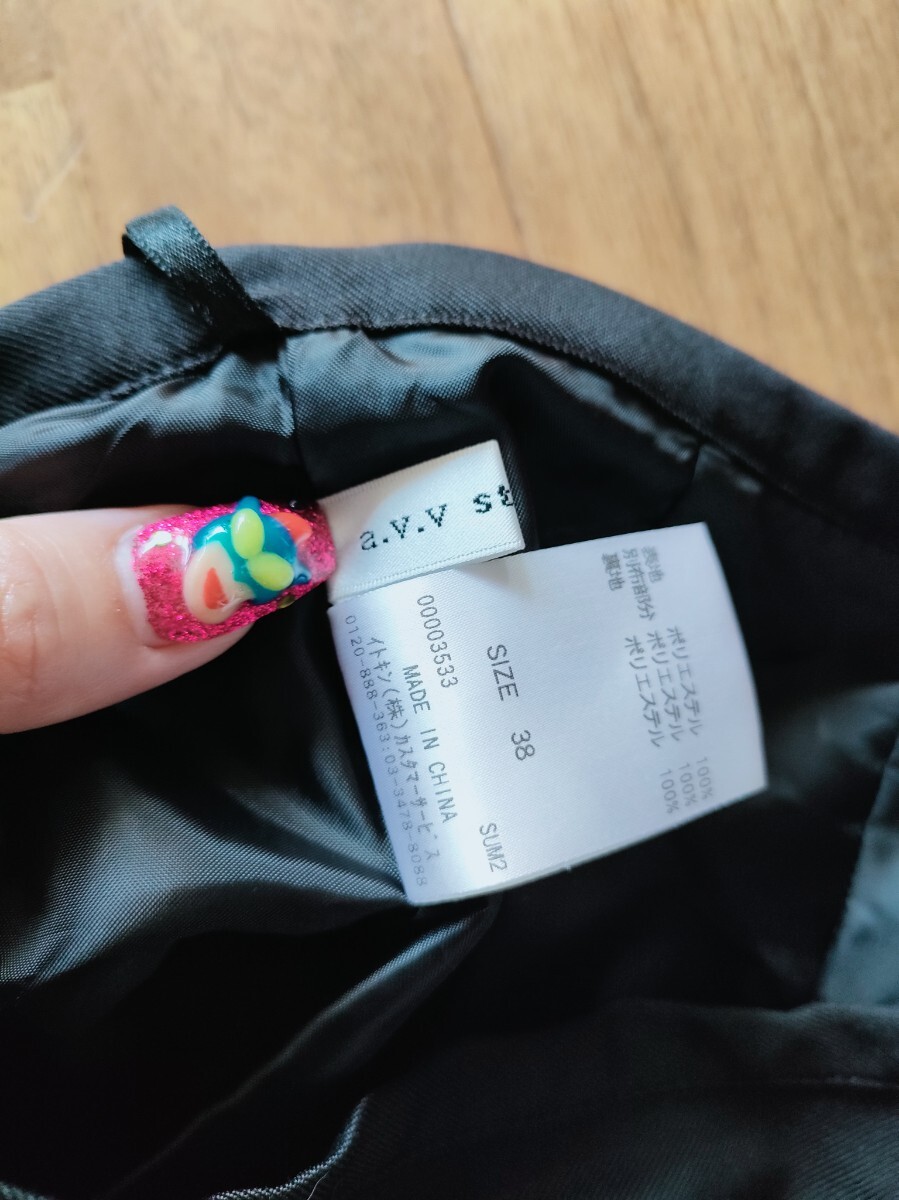 a.v.v
表地 ポリエステル 100%
別布部分 ポリエステル 100%
裏地 ポリエステル 100%
SIZE 38 SUM2
00003533
MADE IN CHINA
イトキン(株)カスタマーサービス
0120-888-363:03-3478-8088